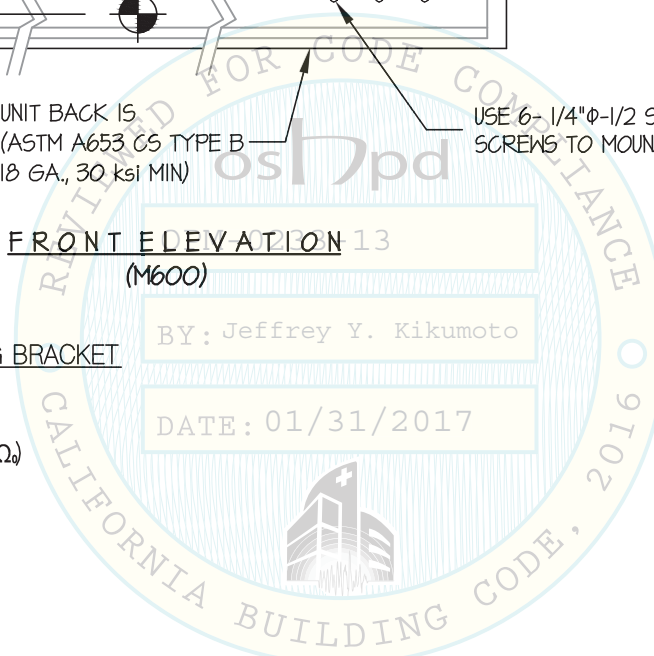 UNIT BACK IS
(ASTM A653 CS TYPE B
18 GA., 30 ksi MIN)
USE 6- 1/4"Φ-1/2 S
SCREWS TO MOUN
REVIEWED FOR CODE COMPLIANCE
oshpd
FRONT ELEVATION
(M600)
BY: Jeffrey Y. Kikumoto
BRACKET
DATE: 01/31/2017
Ω₀)
CALIFORNIA BUILDING CODE, 2016